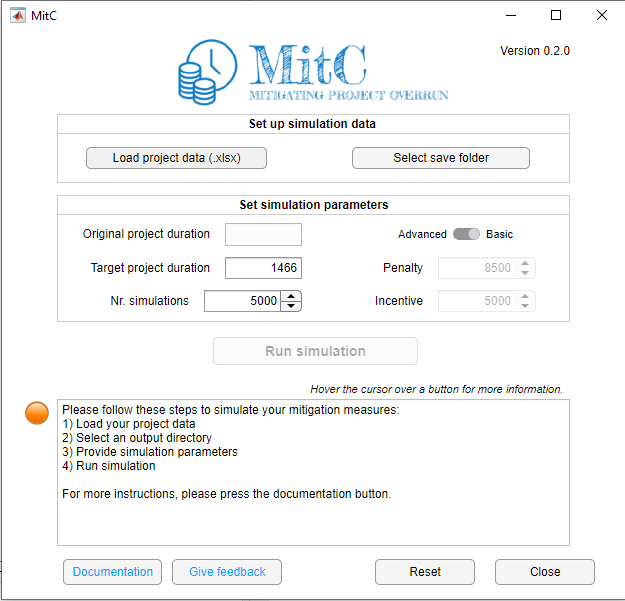 MitC
MitC
MITIGATING PROJECT OVERRUN
Version 0.2.0
Set up simulation data
Load project data (.xlsx)
Select save folder
Set simulation parameters
Original project duration
Advanced
Basic
Target project duration
1466
Penalty
8500
Nr. simulations
5000
Incentive
5000
Run simulation
Hover the cursor over a button for more information.
Please follow these steps to simulate your mitigation measures:
1) Load your project data
2) Select an output directory
3) Provide simulation parameters
4) Run simulation
For more instructions, please press the documentation button.
Documentation
Give feedback
Reset
Close